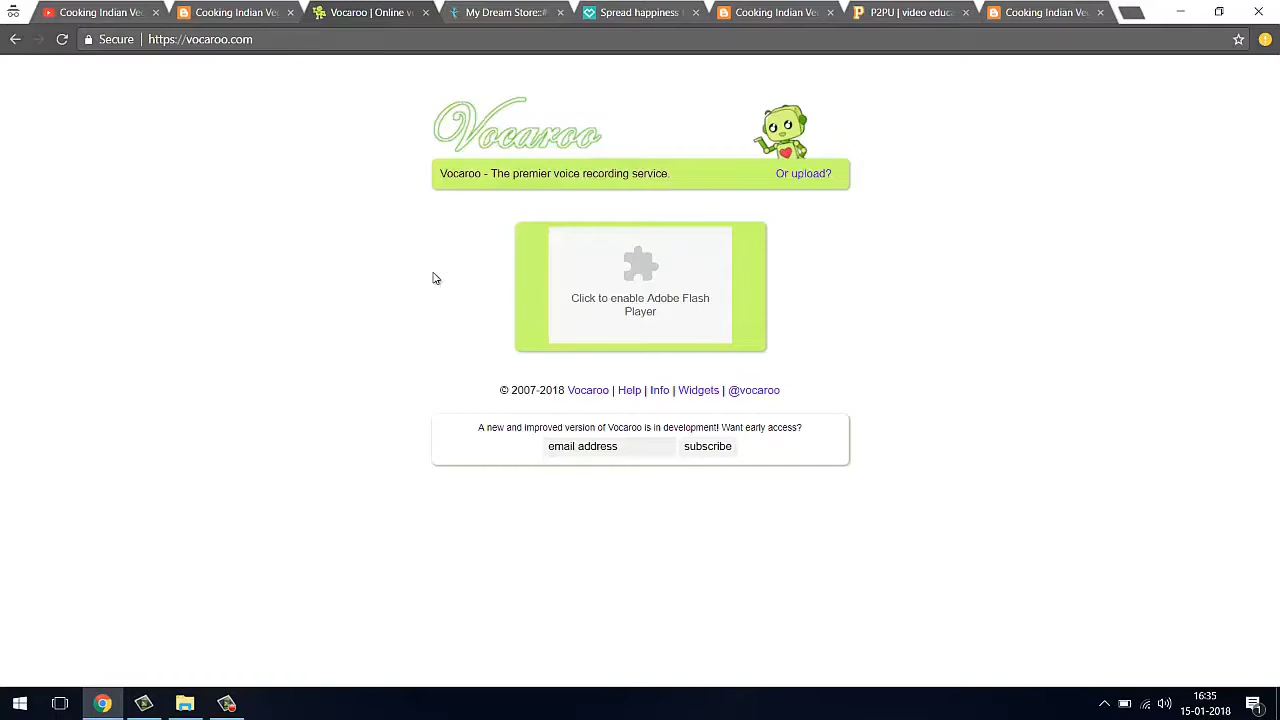 Cooking Indian Ve
Cooking Indian Ve
Vocaroo | Online v
My Dream Store::#
Spread happiness
Cooking Indian Ve
P2PU | video educ
Cooking Indian Ve
Secure
https://vocaroo.com
Vocaroo
Vocaroo - The premier voice recording service.
Or upload?
Click to enable Adobe Flash
Player
© 2007-2018 Vocaroo | Help | Info | Widgets | @vocaroo
A new and improved version of Vocaroo is in development! Want early access?
email address
subscribe
16:35
15-01-2018